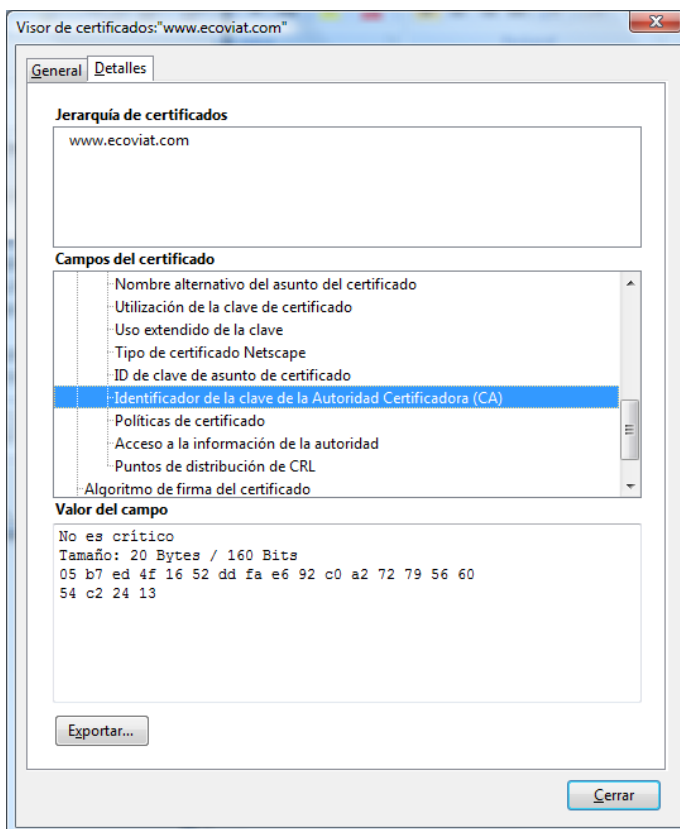 Visor de certificados:"www.ecoviat.com"
General
Detalles
Jerarquía de certificados
www.ecoviat.com
Campos del certificado
Nombre alternativo del asunto del certificado
Utilización de la clave de certificado
Uso extendido de la clave
Tipo de certificado Netscape
ID de clave de asunto de certificado
Identificador de la clave de la Autoridad Certificadora (CA)
Políticas de certificado
Acceso a la información de la autoridad
Puntos de distribución de CRL
Algoritmo de firma del certificado
Valor del campo
No es crítico
Tamaño: 20 Bytes / 160 Bits
05 b7 ed 4f 16 52 dd fa e6 92 c0 a2 72 79 56 60
54 c2 24 13
Exportar...
Cerrar